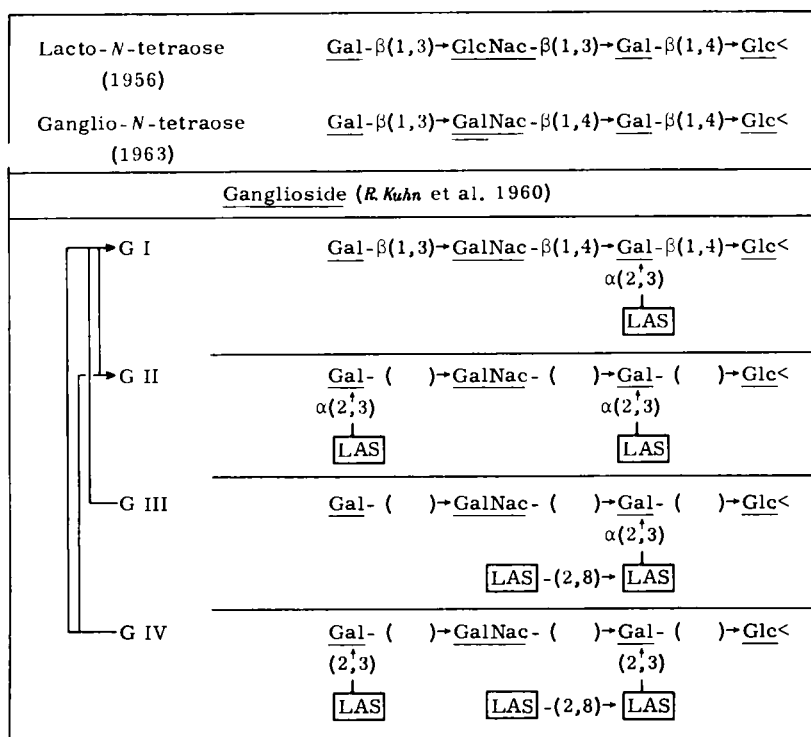 Lacto-N-tetraose Gal-β(1,3)→GlcNac-β(1,3)→Gal-β(1,4)→Glc<
(1956)
Ganglio-N-tetraose Gal-β(1,3)→GalNac-β(1,4)→Gal-β(1,4)→Glc<
(1963)
Ganglioside (R. Kuhn et al. 1960)
G I Gal-β(1,3)→GalNac-β(1,4)→Gal-β(1,4)→Glc<
α(2,3)
LAS
G II Gal-( )→GalNac-( )→Gal-( )→Glc<
α(2,3) α(2,3)
LAS LAS
G III Gal-( )→GalNac-( )→Gal-( )→Glc<
α(2,3)
LAS-(2,8)→LAS
G IV Gal-( )→GalNac-( )→Gal-( )→Glc<
(2,3) (2,3)
LAS LAS-(2,8)→LAS